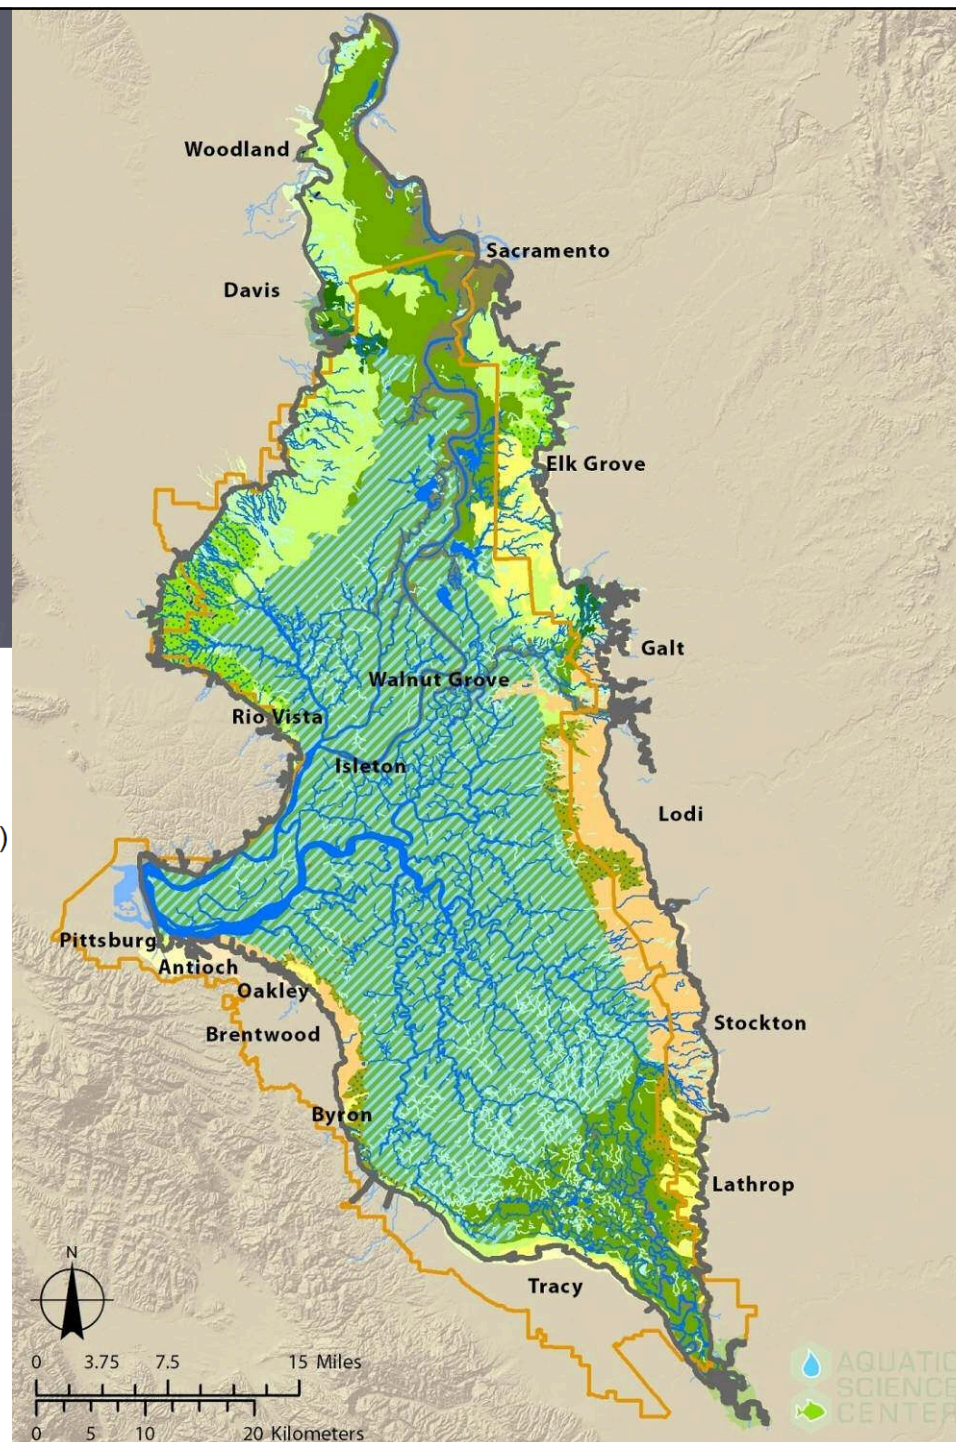 Woodland
Sacramento
Davis
Elk Grove
Galt
Walnut Grove
Rio Vista
Isleton
Lodi
)
Pittsburg
Antioch
Oakley
Brentwood
Stockton
Byron
Lathrop
Tracy
N
0 3.75 7.5 15 Miles
0 5 10 20 Kilometers
AQUATIC
SCIENCE
CENTER